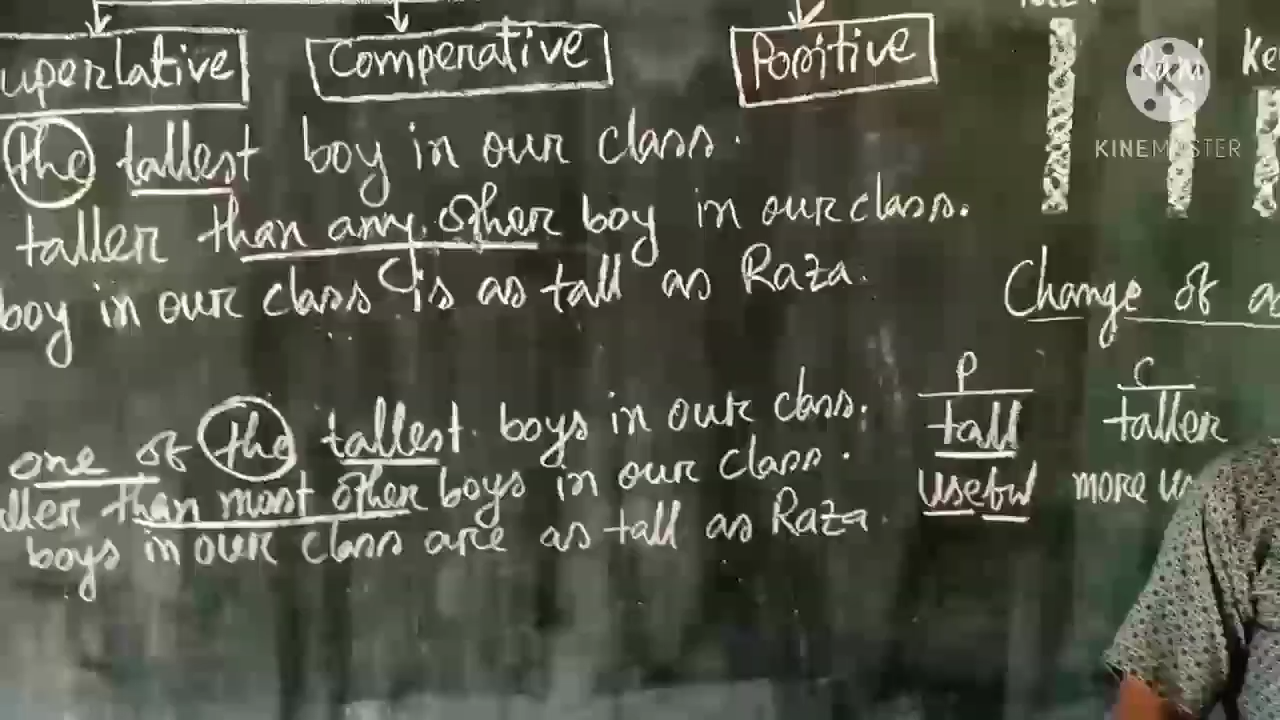 uperlative Comperative Positive
the tallest boy in our class.
taller than any other boy in our class.
boy in our class is as tall as Raza.
one of the tallest boys in our class.
ller than most other boys in our class.
boys in our class are as tall as Raza.
Ke
KINEMASTER
Change of
P C
tall taller
useful more us